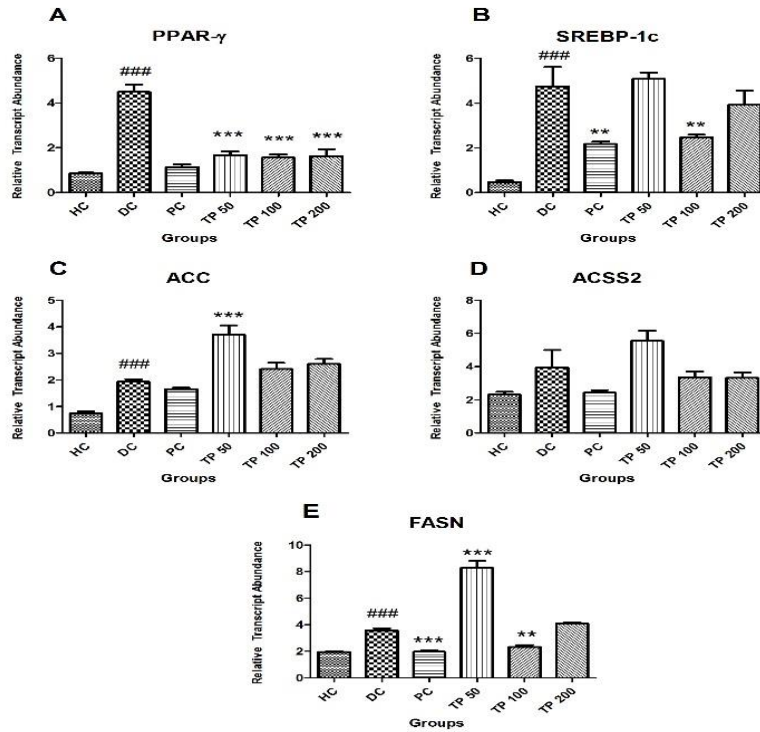 A
PPAR-γ
Relative Transcript Abundance
6
4
2
0
###
***
***
***
HC
DC
PC
TP 50
TP 100
TP 200
Groups
B
SREBP-1c
Relative Transcript Abundance
6
4
2
0
###
**
**
HC
DC
PC
TP 50
TP 100
TP 200
Groups
C
ACC
Relative Transcript Abundance
5
4
3
2
1
0
###
***
HC
DC
PC
TP 50
TP 100
TP 200
Groups
D
ACSS2
Relative Transcript Abundance
8
6
4
2
0
HC
DC
PC
TP 50
TP 100
TP 200
Groups
E
FASN
Relative Transcript Abundance
10
8
6
4
2
0
###
***
***
**
HC
DC
PC
TP 50
TP 100
TP 200
Groups